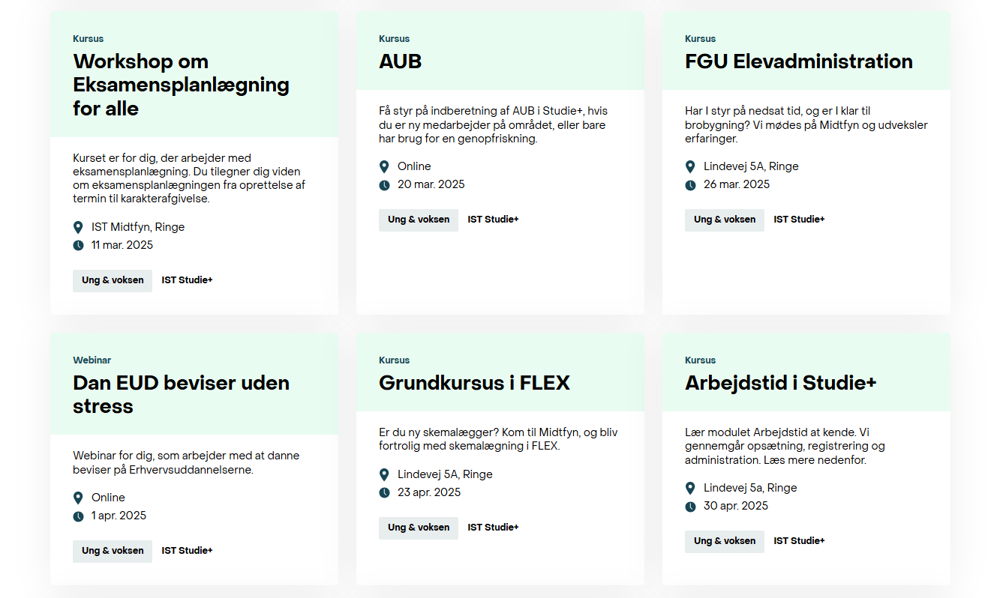 Kursus
Workshop om
Eksamensplanlægning
for alle
Kurset er for dig, der arbejder med
eksamensplanlægning. Du tilegner dig viden
om eksamensplanlægningen fra oprettelse af
termin til karakterafgivelse.
IST Midtfyn, Ringe
11 mar. 2025
Ung & voksen IST Studie+
Kursus
AUB
Få styr på indberetning af AUB i Studie+, hvis
du er ny medarbejder på området, eller bare
har brug for en genopfriskning.
Online
20 mar. 2025
Ung & voksen IST Studie+
Kursus
FGU Elevadministration
Har I styr på nedsat tid, og er I klar til
brobygning? Vi mødes på Midtfyn og udveksler
erfaringer.
Lindevej 5A, Ringe
26 mar. 2025
Ung & voksen IST Studie+
Webinar
Dan EUD beviser uden
stress
Webinar for dig, som arbejder med at danne
beviser på Erhvervsuddannelserne.
Online
1 apr. 2025
Ung & voksen IST Studie+
Kursus
Grundkursus i FLEX
Er du ny skemalægger? Kom til Midtfyn, og bliv
fortrolig med skemalægning i FLEX.
Lindevej 5A, Ringe
23 apr. 2025
Ung & voksen IST Studie+
Kursus
Arbejdstid i Studie+
Lær modulet Arbejdstid at kende. Vi
gennemgår opsætning, registrering og
administration. Læs mere nedenfor.
Lindevej 5a, Ringe
30 apr. 2025
Ung & voksen IST Studie+